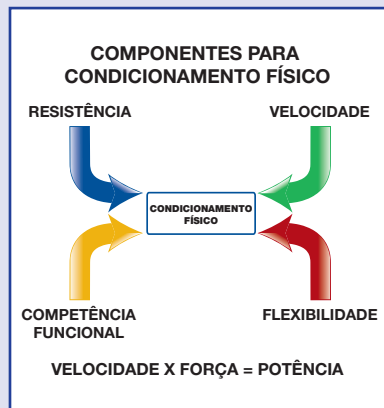 COMPONENTES PARA
CONDICIONAMENTO FÍSICO
RESISTÊNCIA
VELOCIDADE
CONDICIONAMENTO
FÍSICO
COMPETÊNCIA
FUNCIONAL
FLEXIBILIDADE
VELOCIDADE X FORÇA = POTÊNCIA